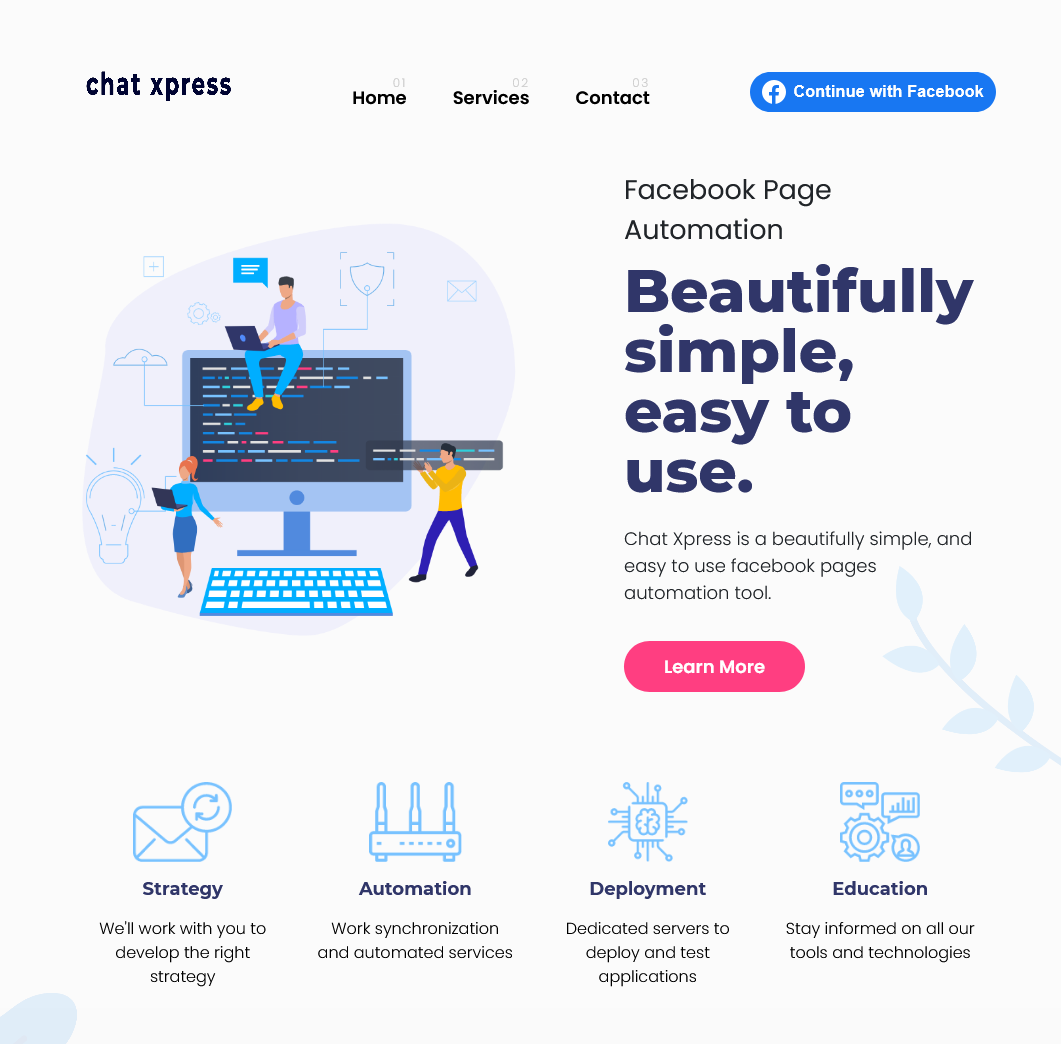 chat xpress
01
Home
02
Services
03
Contact
Continue with Facebook
Facebook Page
Automation
Beautifully
simple,
easy to
use.
Chat Xpress is a beautifully simple, and
easy to use facebook pages
automation tool.
Learn More
Strategy
We'll work with you to
develop the right
strategy
Automation
Work synchronization
and automated services
Deployment
Dedicated servers to
deploy and test
applications
Education
Stay informed on all our
tools and technologies